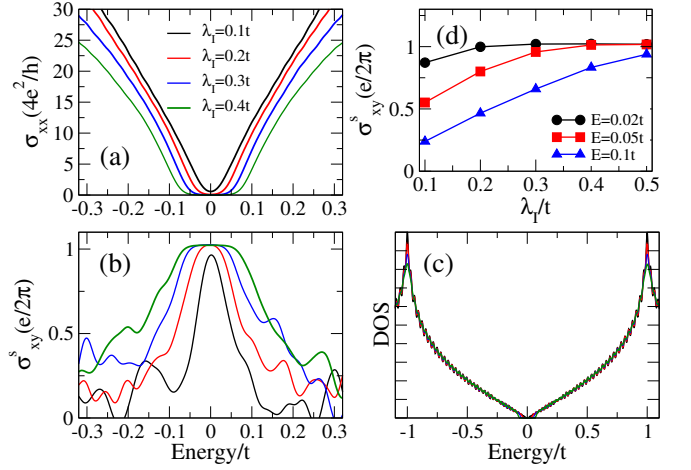 30
25
20
15
10
5
0
σxx(4e²/h)
λI=0.1t
λI=0.2t
λI=0.3t
λI=0.4t
(a)
-0.3 -0.2 -0.1 0 0.1 0.2 0.3
(d)
1
0.5
0
σˢxy(e/2π)
E=0.02t
E=0.05t
E=0.1t
0.1 0.2 0.3 0.4 0.5
λI/t
(b)
1
0.5
0
σˢxy(e/2π)
-0.3 -0.2 -0.1 0 0.1 0.2 0.3
Energy/t
(c)
DOS
-1 -0.5 0 0.5 1
Energy/t